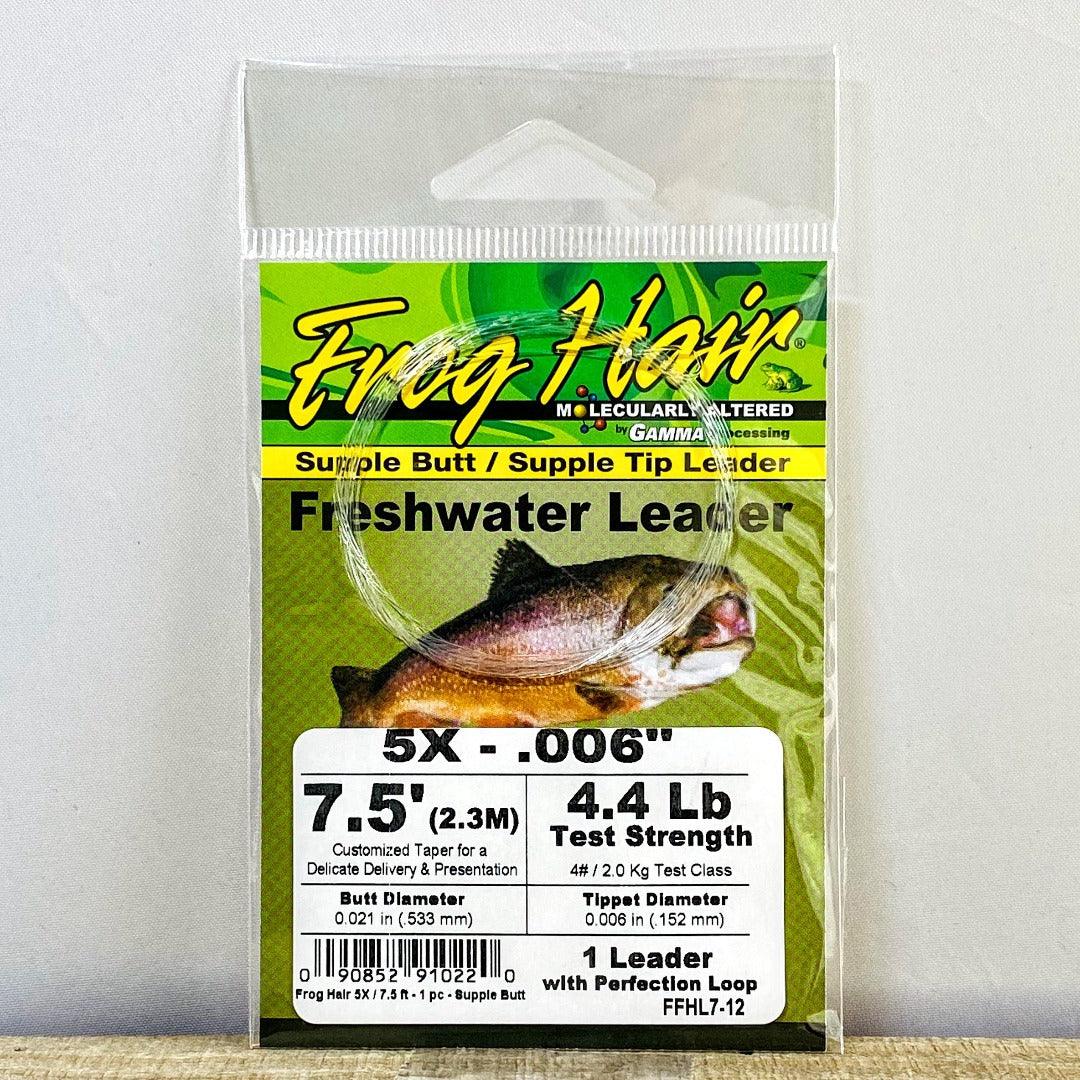 Frog Hair®
MOLECULARLY ALTERED
by GAMMA Processing
Supple Butt / Supple Tip Leader
Freshwater Leader
5X - .006"
7.5' (2.3M)
Customized Taper for a
Delicate Delivery & Presentation
4.4 Lb
Test Strength
4# / 2.0 Kg Test Class
Butt Diameter
0.021 in (.533 mm)
Tippet Diameter
0.006 in (.152 mm)
0 90852 91022 0
Frog Hair 5X / 7.5 ft - 1 pc - Supple Butt
1 Leader
with Perfection Loop
FFHL7-12